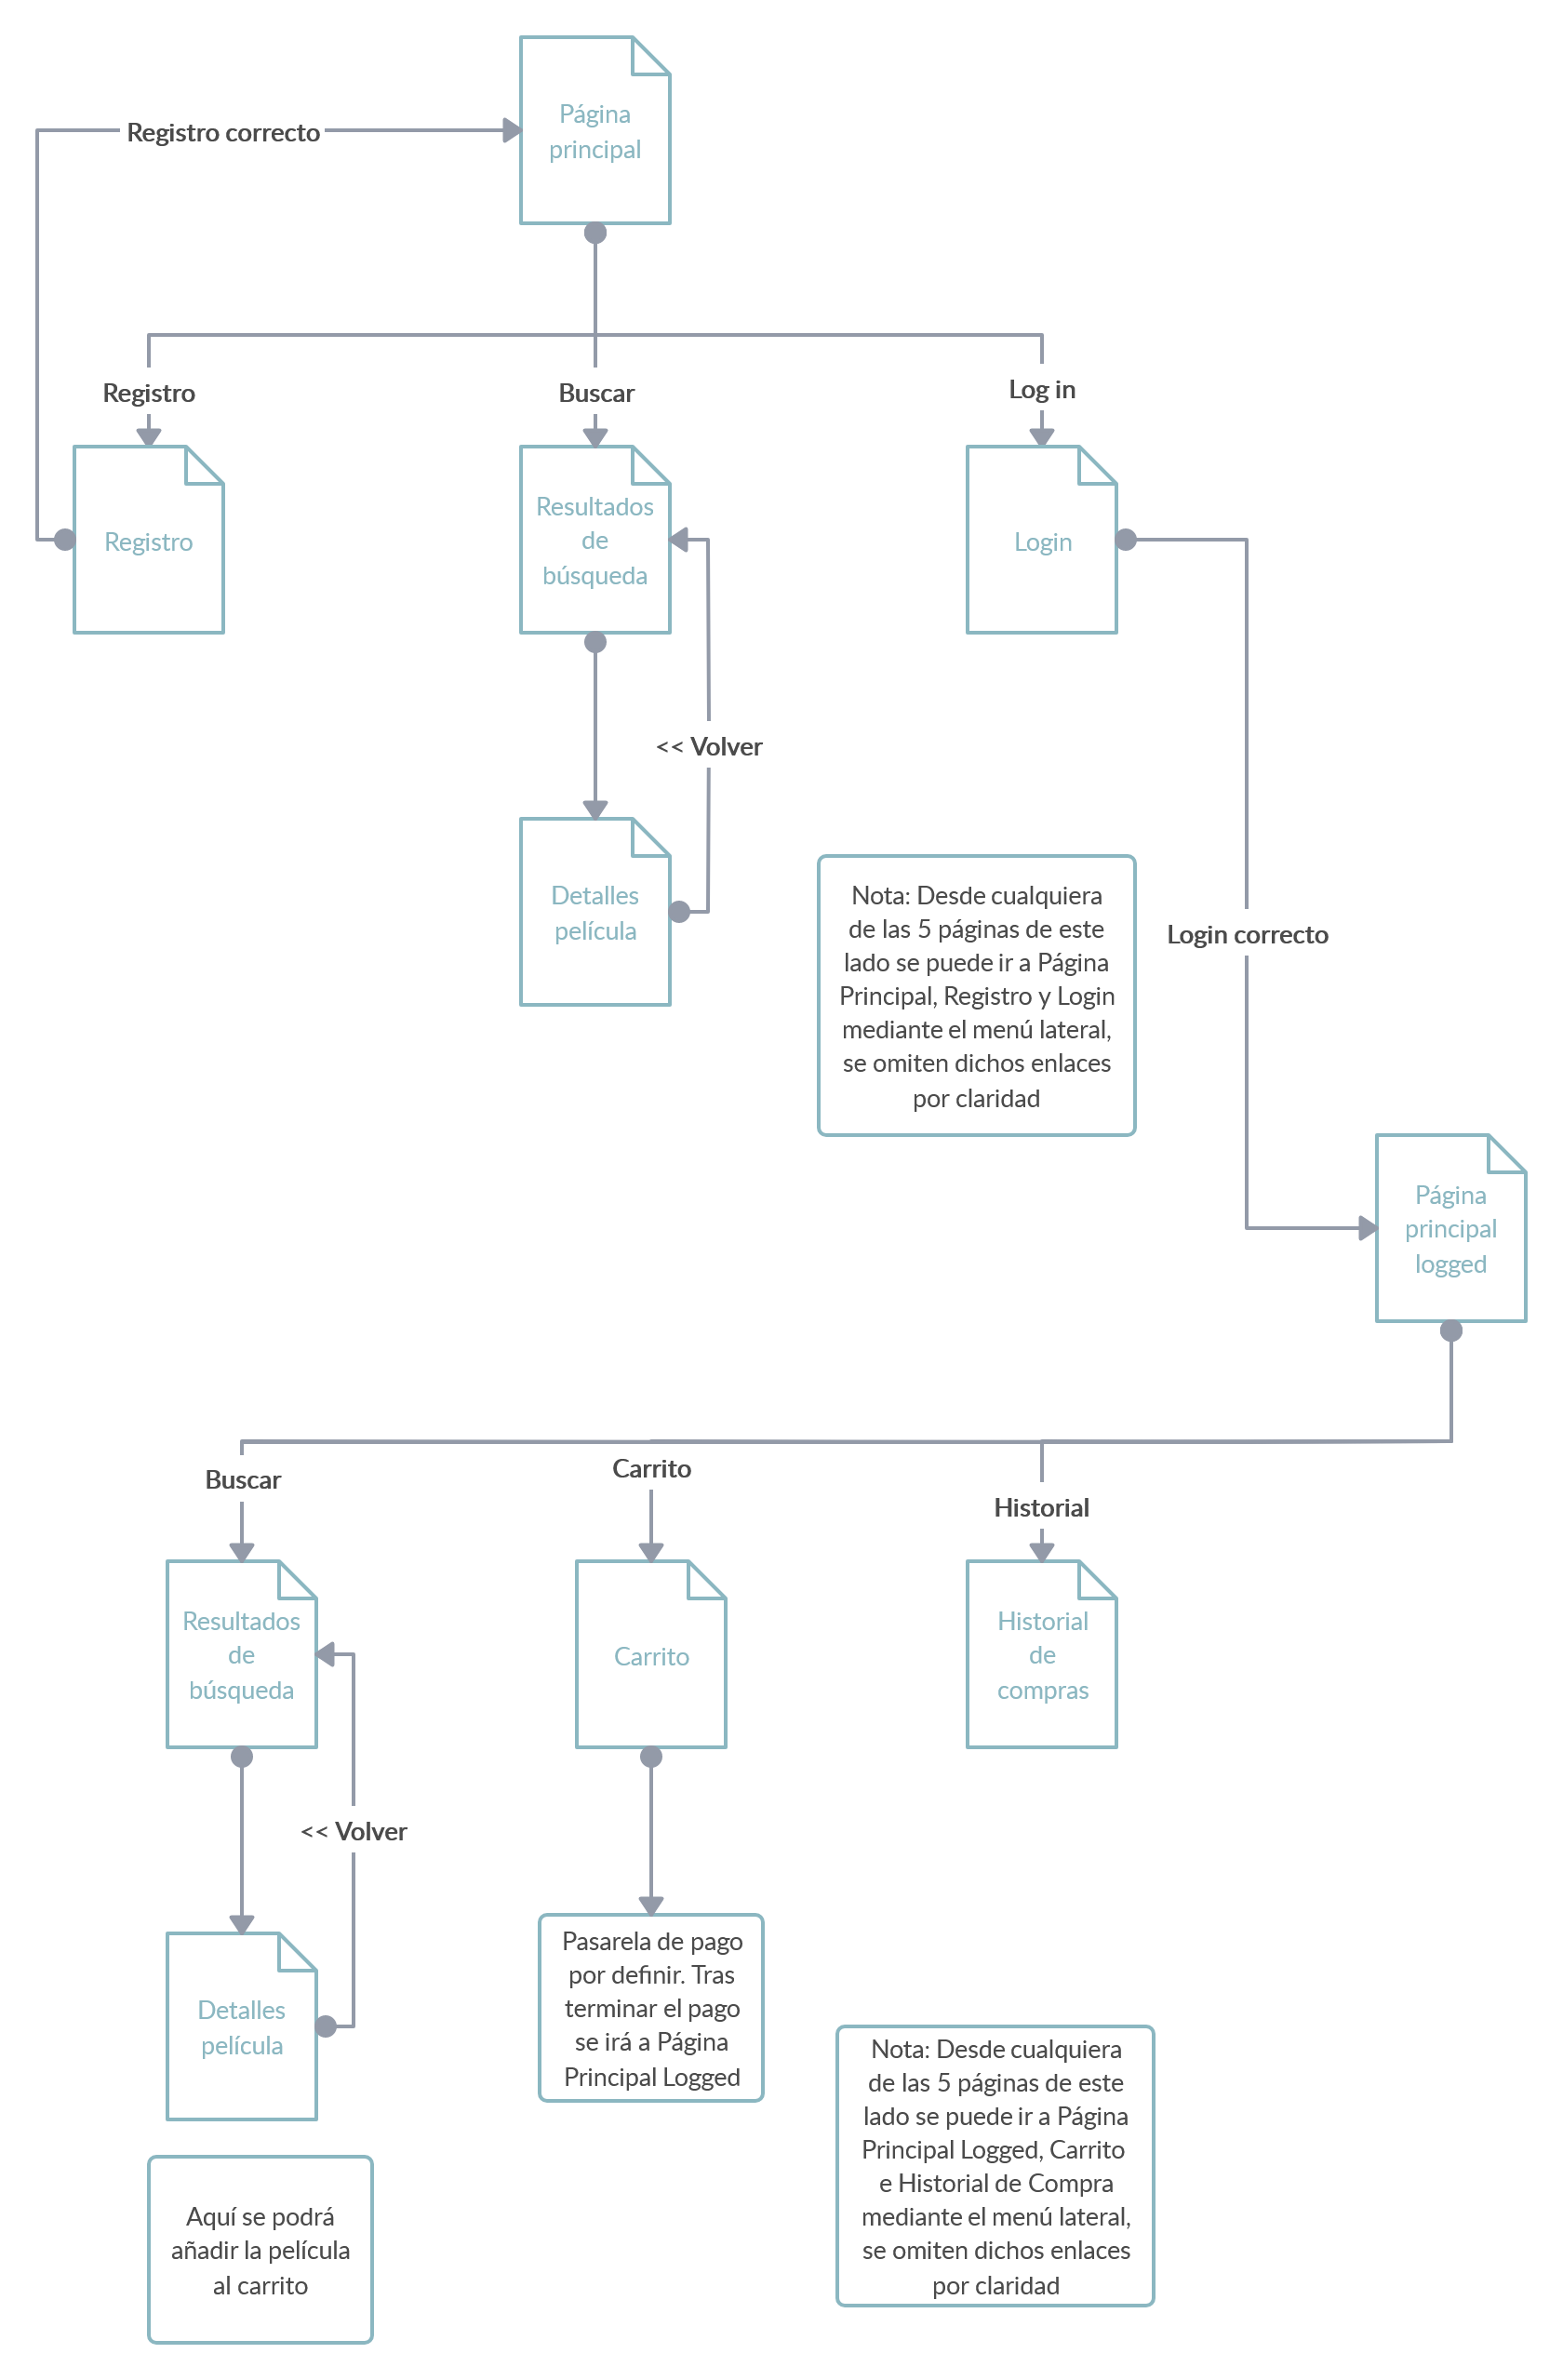 Página
principal
Registro correcto
Registro
Buscar
Log in
Registro
Resultados
de
búsqueda
Login
<< Volver
Detalles
película
Nota: Desde cualquiera
de las 5 páginas de este
lado se puede ir a Página
Principal, Registro y Login
mediante el menú lateral,
se omiten dichos enlaces
por claridad
Login correcto
Página
principal
logged
Buscar
Carrito
Historial
Resultados
de
búsqueda
Carrito
Historial
de
compras
<< Volver
Detalles
película
Pasarela de pago
por definir. Tras
terminar el pago
se irá a Página
Principal Logged
Nota: Desde cualquiera
de las 5 páginas de este
lado se puede ir a Página
Principal Logged, Carrito
e Historial de Compra
mediante el menú lateral,
se omiten dichos enlaces
por claridad
Aquí se podrá
añadir la película
al carrito